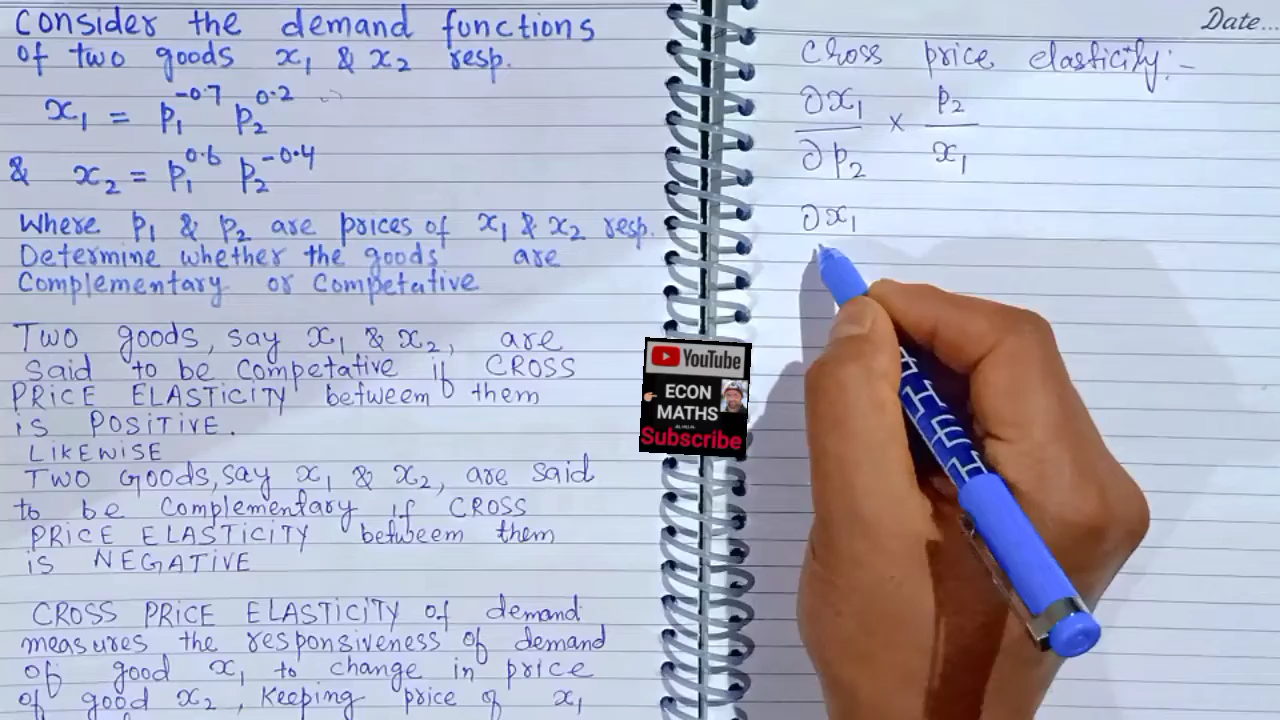 Consider the demand functions
of two goods x₁ & x₂ resp.
x₁ = p₁^-0.7 p₂^0.2
& x₂ = p₁^0.6 p₂^-0.4
Where p₁ & p₂ are prices of x₁ & x₂ resp.
Determine whether the goods are
Complementary or Competative
Two goods, say x₁ & x₂, are
said to be competative if CROSS
PRICE ELASTICITY betweem them
is POSITIVE.
LIKEWISE
TWO GOODS, say x₁ & x₂, are said
to be Complementary if CROSS
PRICE ELASTICITY betweem them
is NEGATIVE
CROSS PRICE ELASTICITY of demand
measures the responsiveness of demand
of good x₁ to change in price
of good x₂, keeping price of x₁
YouTube
ECON
MATHS
Subscribe
Date...
Cross price elasticity:-
∂x₁/∂p₂ × p₂/x₁
∂x₁